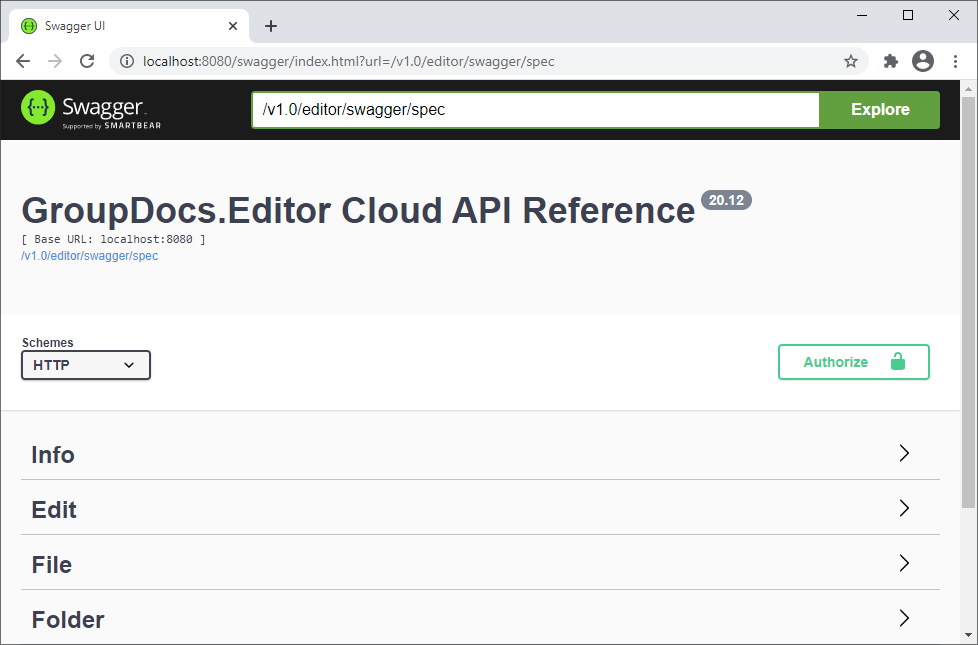 Swagger UI
localhost:8080/swagger/index.html?url=/v1.0/editor/swagger/spec
Swagger
Supported by SMARTBEAR
/v1.0/editor/swagger/spec
Explore
GroupDocs.Editor Cloud API Reference 20.12
[ Base URL: localhost:8080 ]
/v1.0/editor/swagger/spec
Schemes
HTTP
Authorize
Info
Edit
File
Folder